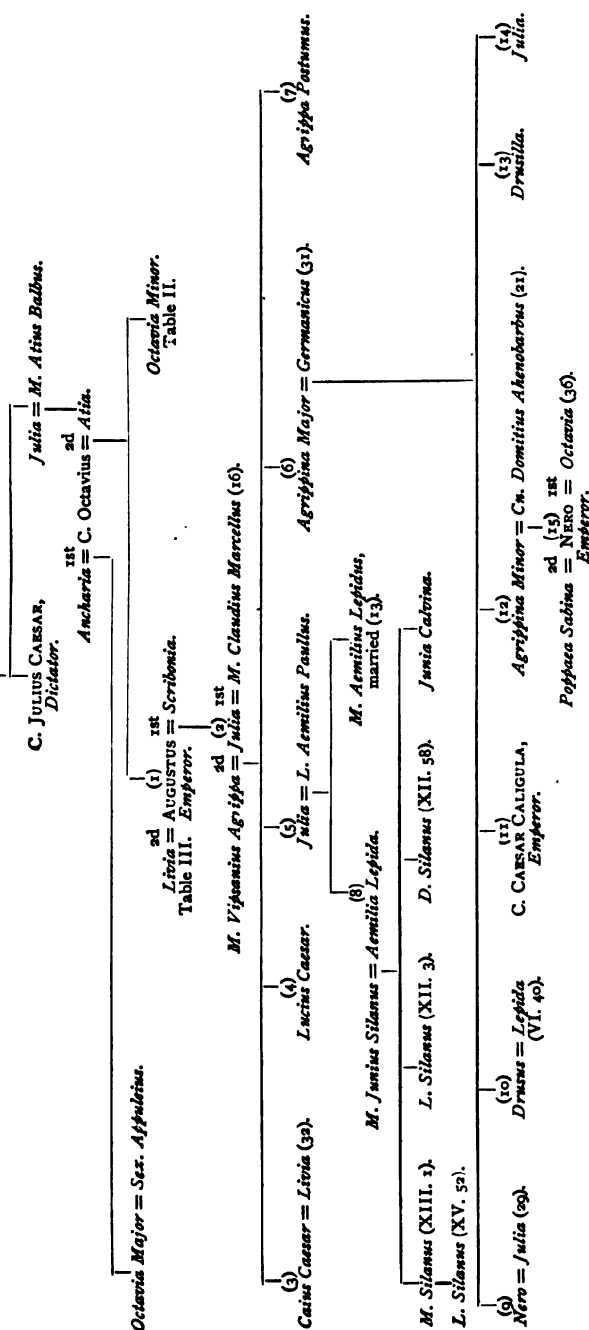 C. JULIUS CAESAR, Julia = M. Atius Balbus.
Dictator.
1st 2d
Ancharia = C. Octavius = Atia.
Octavia Major = Sex. Appuleius. Octavia Minor.
Table II.
2d (1) 1st
Livia = AUGUSTUS = Scribonia.
Table III. Emperor.
2d (2) 1st
M. Vipsanius Agrippa = Julia = M. Claudius Marcellus (16).
(3) (4) (5) (6) (7)
Caius Caesar = Livia (32). Lucius Caesar. Julia = L. Aemilius Paullus. Agrippina Major = Germanicus (31). Agrippa Postumus.
(8)
M. Junius Silanus = Aemilia Lepida. M. Aemilius Lepidus,
married (13).
M. Silanus (XIII. 1). L. Silanus (XII. 3). D. Silanus (XII. 58). Junia Calvina.
L. Silanus (XV. 52).
(9) (10) (11) (12) (13) (14)
Nero = Julia (29). Drusus = Lepida C. CAESAR CALIGULA, Agrippina Minor = Cn. Domitius Ahenobarbus (21). Drusilla. Julia.
(VI. 40). Emperor.
2d (15) 1st
Poppaea Sabina = NERO = Octavia (36).
Emperor.